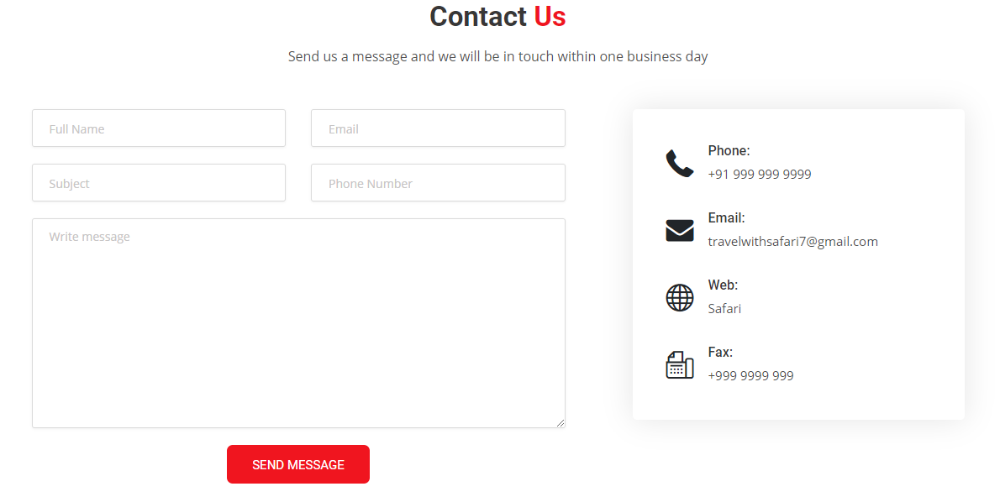 Contact Us
Send us a message and we will be in touch within one business day
Full Name
Email
Subject
Phone Number
Write message
SEND MESSAGE
Phone:
+91 999 999 9999
Email:
travelwithsafari7@gmail.com
Web:
Safari
Fax:
+999 9999 999